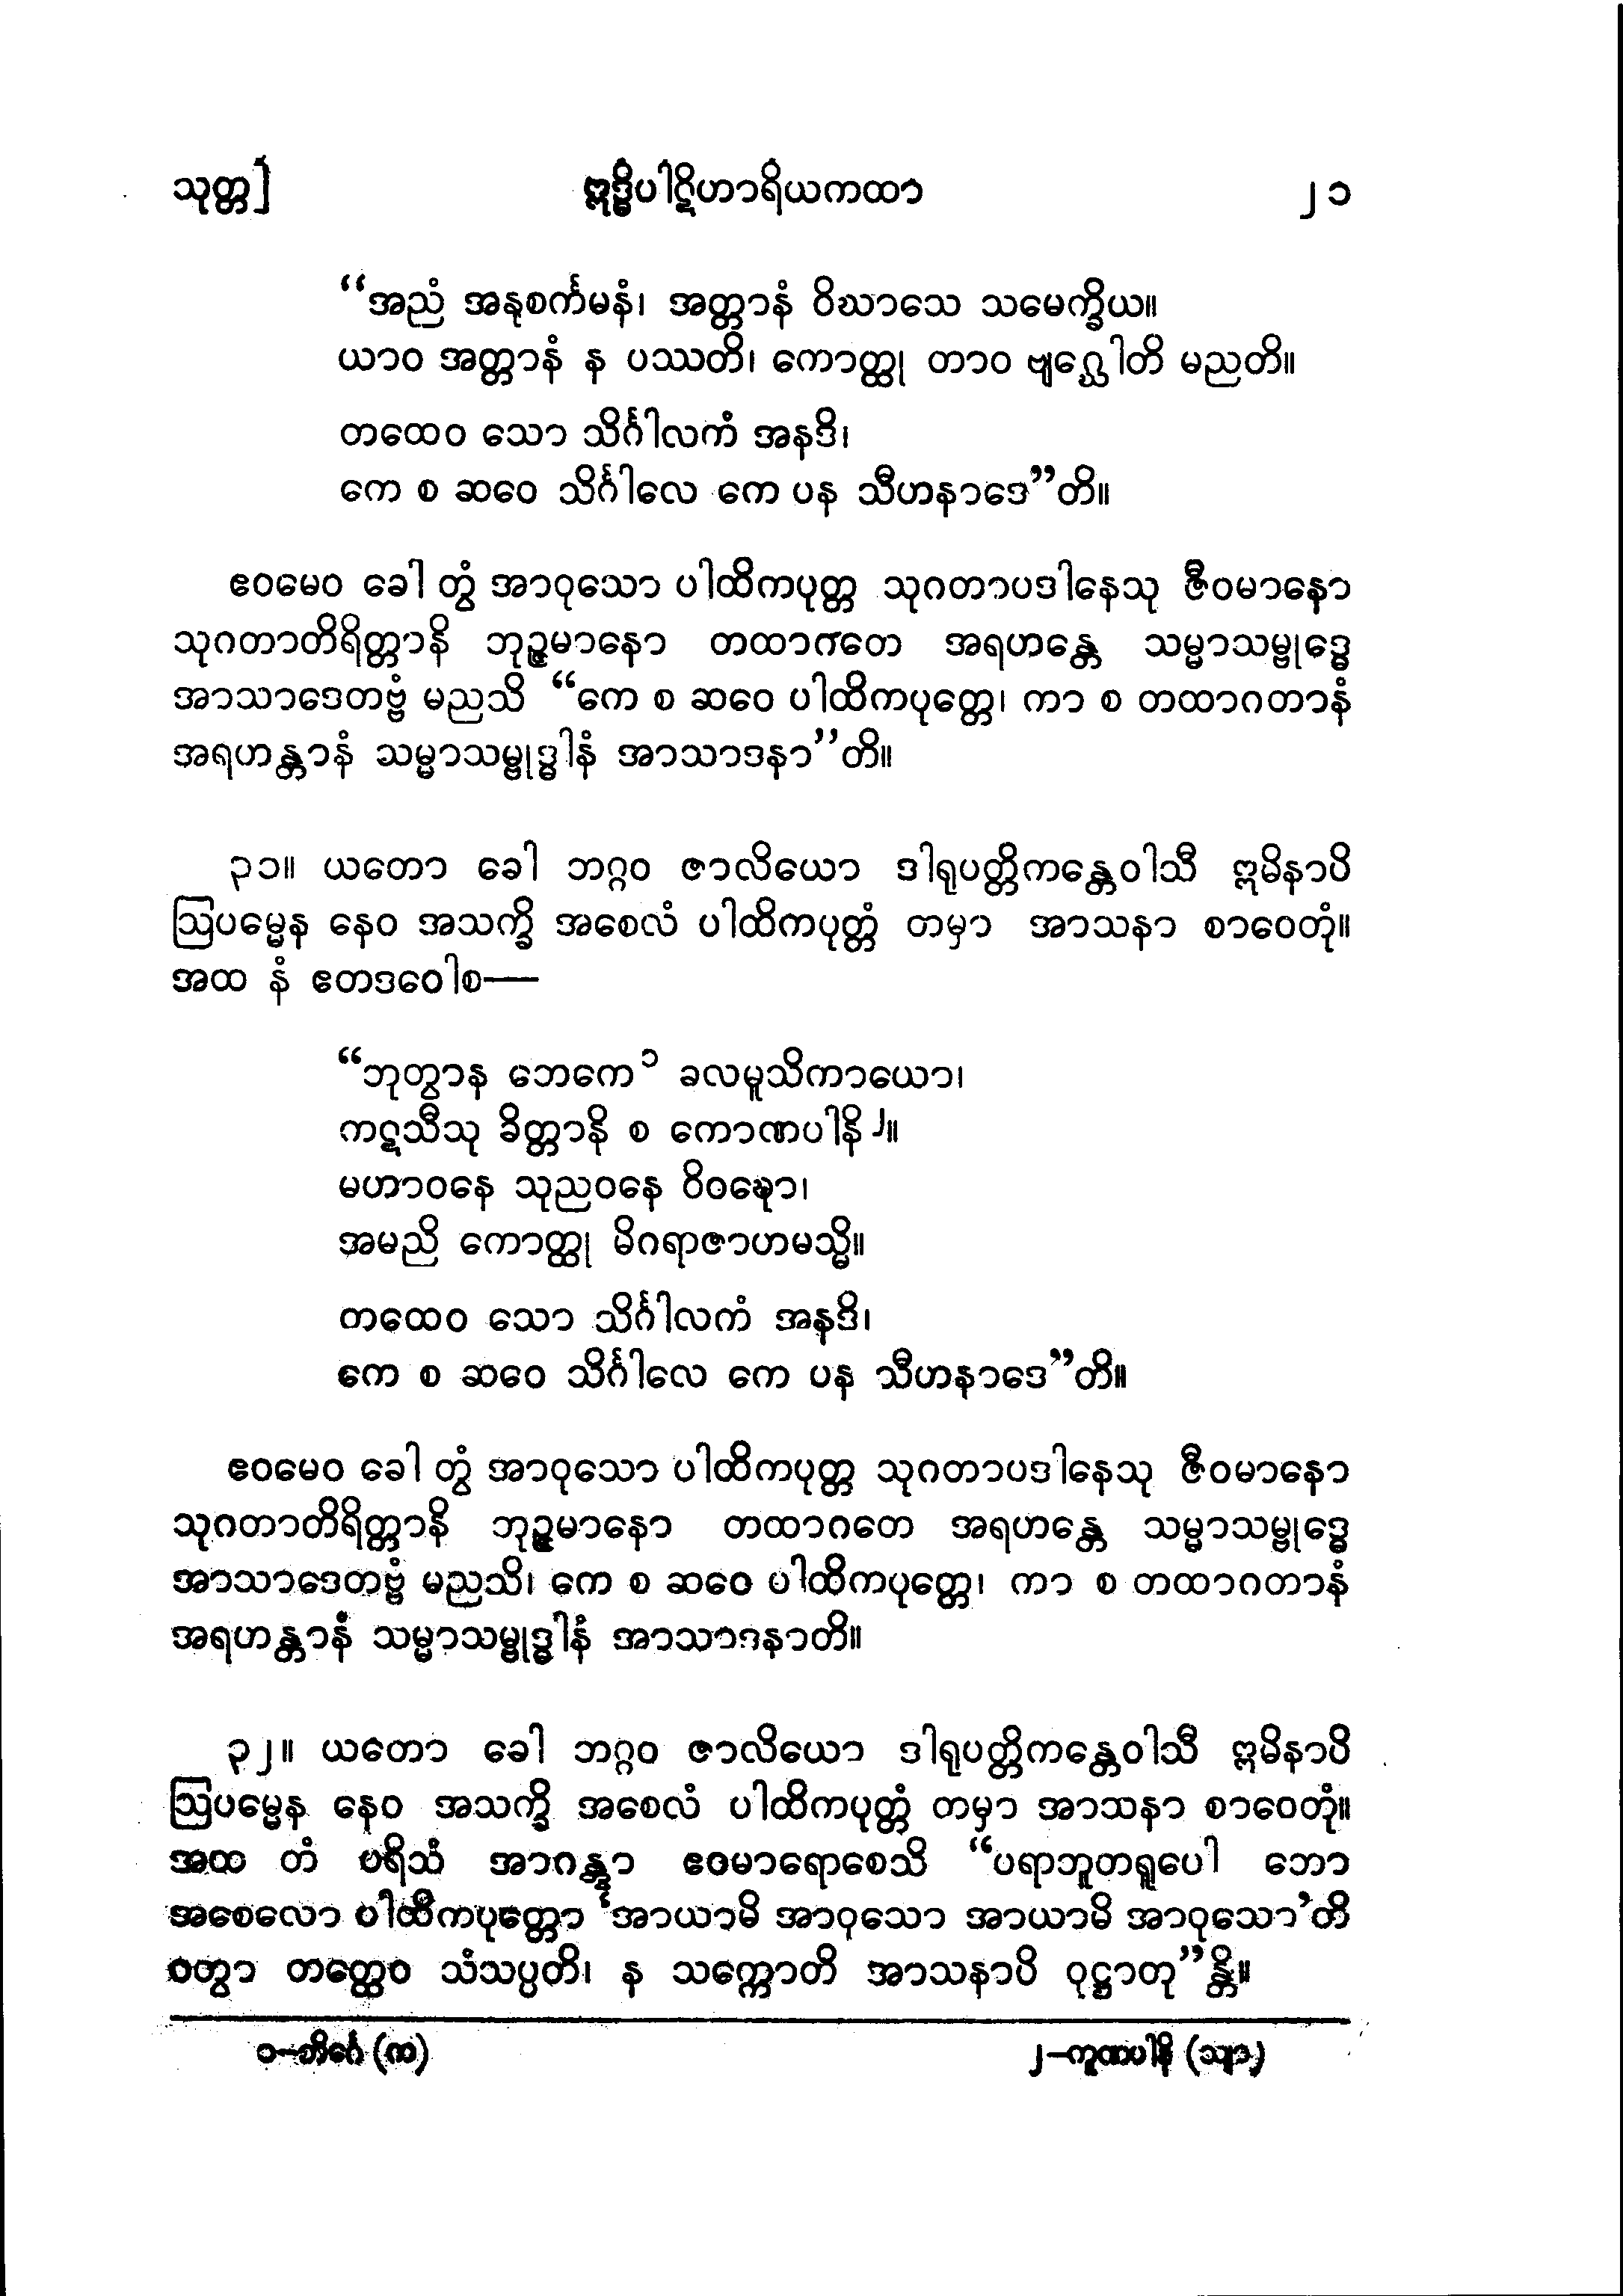 သုတ္တ] ဣဒ္ဓိပါဋိဟာရိယကထာ ၂၁
“အညံ အနုစင်္ကမနံ၊ အတ္တာနံ ဝိဃာသေ သမေက္ခိယ။
ယာဝ အတ္တာနံ န ပဿတိ၊ ကောတ္ထု တာဝ ဗျဂ္ဃေါတိ မညတိ။
တထေဝ သော သိင်္ဂါလကံ အနဒိ၊
ကေ စ ဆဝေ သိင်္ဂါလေ ကေ ပန သီဟနာဒေ”တိ။
ဧဝမေဝ ခေါ တွံ အာဝုသော ပါထိကပုတ္တ သုဂတာပဒါနေသု ဇီဝမာနော
သုဂတာတိရိတ္တာနိ ဘုဉ္ဇမာနော တထာဂတေ အရဟန္တေ သမ္မာသမ္ဗုဒ္ဓေ
အာသာဒေတဗ္ဗံ မညသိ “ကေ စ ဆဝေ ပါထိကပုတ္တေ၊ ကာ စ တထာဂတာနံ
အရဟန္တာနံ သမ္မာသမ္ဗုဒ္ဓါနံ အာသာဒနာ”တိ။
၃၁။ ယတော ခေါ ဘဂ္ဂဝ ဇာလိယော ဒါရုပတ္တိကန္တေဝါသီ ဣမိနာပိ
ဩပမ္မေန နေဝ အသက္ခိ အစေလံ ပါထိကပုတ္တံ တမှာ အာသနာ စာဝေတုံ။
အထ နံ ဧတဒဝေါစ—
“ဘုတွာန ဘေကေ ၁ ခလမူသိကာယော၊
ကဋသီသု ခိတ္တာနိ စ ကောဏပါနိ ၂။
မဟာဝနေ သုညဝနေ ဝိဝဍ္ဎော၊
အမညိ ကောတ္ထု မိဂရာဇာဟမသ္မိ။
တထေဝ သော သိင်္ဂါလကံ အနဒိ၊
ကေ စ ဆဝေ သိင်္ဂါလေ ကေ ပန သီဟနာဒေ”တိ။
ဧဝမေဝ ခေါ တွံ အာဝုသော ပါထိကပုတ္တ သုဂတာပဒါနေသု ဇီဝမာနော
သုဂတာတိရိတ္တာနိ ဘုဉ္ဇမာနော တထာဂတေ အရဟန္တေ သမ္မာသမ္ဗုဒ္ဓေ
အာသာဒေတဗ္ဗံ မညသိ၊ ကေ စ ဆဝေ ပါထိကပုတ္တေ၊ ကာ စ တထာဂတာနံ
အရဟန္တာနံ သမ္မာသမ္ဗုဒ္ဓါနံ အာသာဒနာတိ။
၃၂။ ယတော ခေါ ဘဂ္ဂဝ ဇာလိယော ဒါရုပတ္တိကန္တေဝါသီ ဣမိနာပိ
ဩပမ္မေန နေဝ အသက္ခိ အစေလံ ပါထိကပုတ္တံ တမှာ အာသနာ စာဝေတုံ။
အထ တံ ပရိသံ အာဂန္တွာ ဧဝမာရောစေသိ “ပရာဘူတရူပေါ ဘော
အစေလော ပါထိကပုတ္တော ‘အာယာမိ အာဝုသော အာယာမိ အာဝုသော’တိ
ဝတွာ တတ္ထေဝ သံသပ္ပတိ၊ န သက္ကောတိ အာသနာပိ ဝုဋ္ဌာတု”န္တိ။
၁—ဘိင်္ဂေ (က) ၂—ကူဏပါနိ (သျာ)